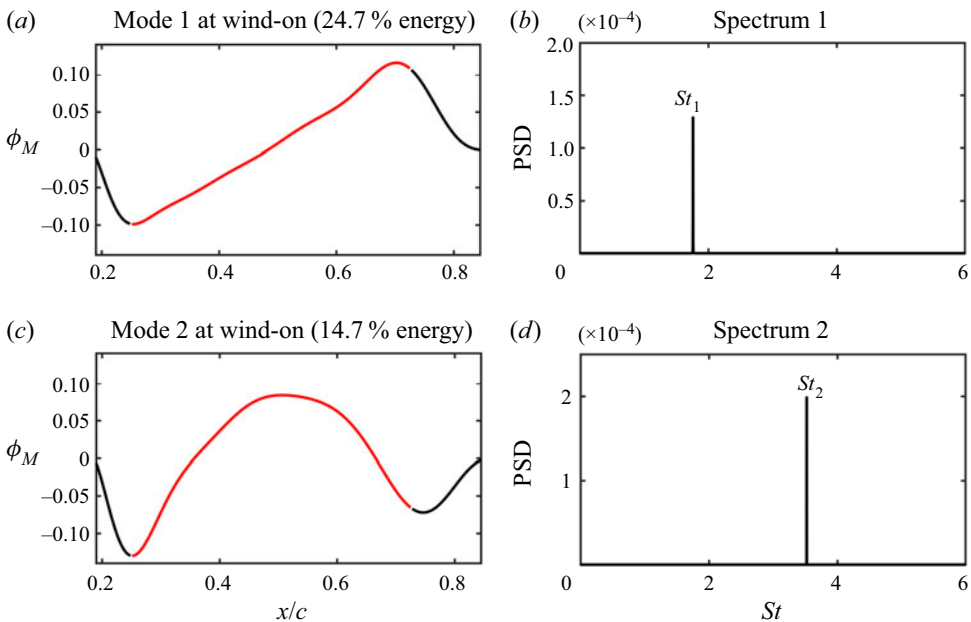 (a) Mode 1 at wind-on (24.7 % energy)
0.10
0.05
ϕM
0
–0.05
–0.10
0.2 0.4 0.6 0.8
(b) (×10–4) Spectrum 1
2.0
1.5
St1
PSD
1.0
0.5
0 2 4 6
(c) Mode 2 at wind-on (14.7 % energy)
0.10
0.05
ϕM
0
–0.05
–0.10
0.2 0.4 0.6 0.8
x/c
(d) (×10–4) Spectrum 2
St2
2
PSD
1
0 2 4 6
St